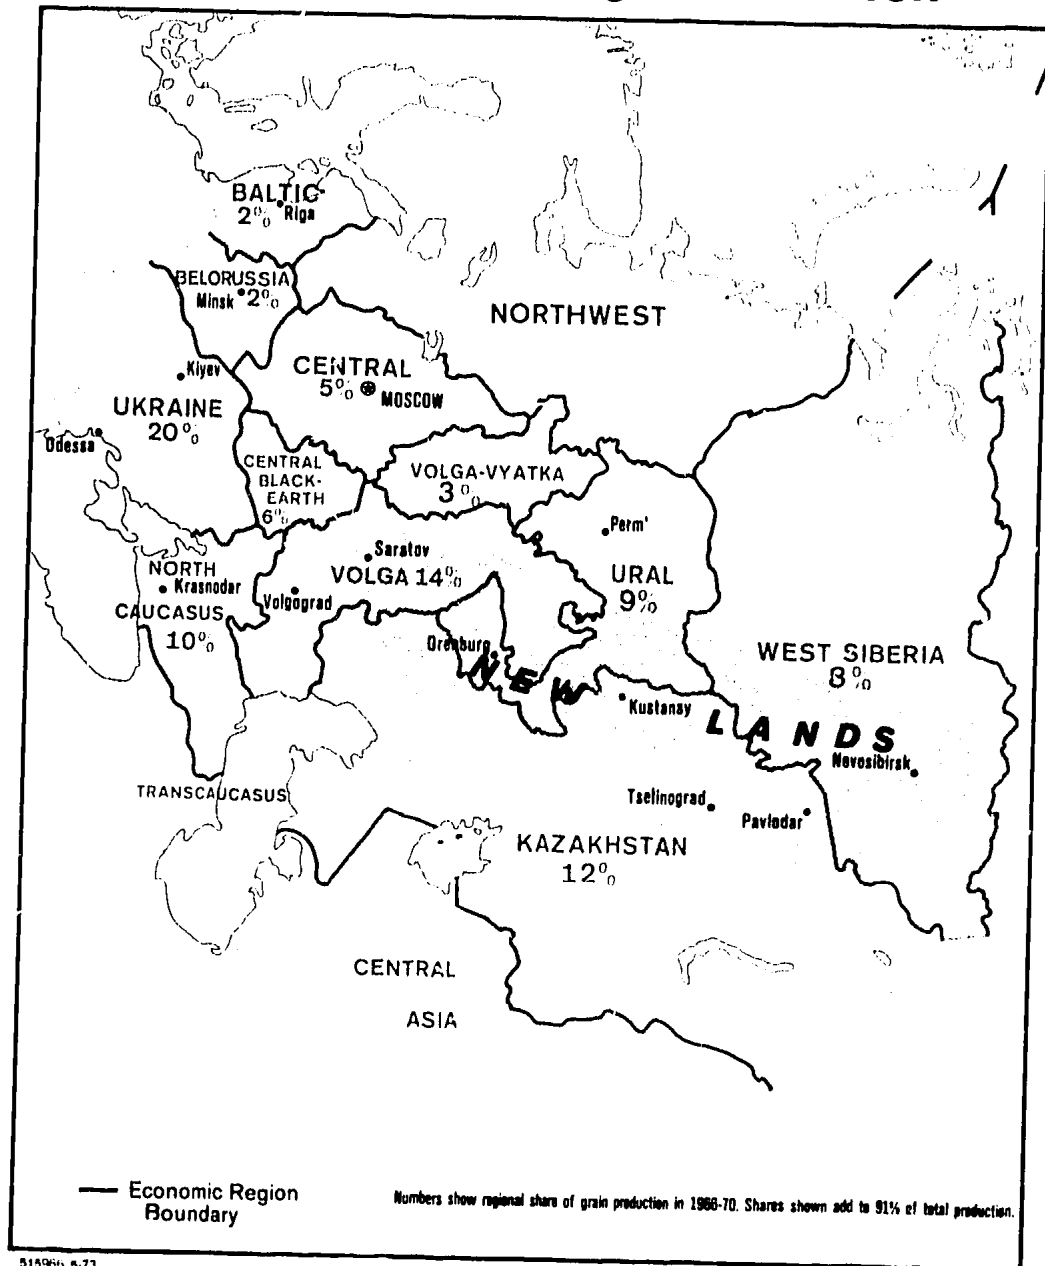 BALTIC
2%
Riga
BELORUSSIA
Minsk 2%
NORTHWEST
Kiyev
CENTRAL
5%
MOSCOW
UKRAINE
20%
Odessa
CENTRAL
BLACK-
EARTH
6%
VOLGA-VYATKA
3%
Perm'
Saratov
VOLGA 14%
URAL
9%
NORTH
Krasnodar
CAUCASUS
10%
Volgograd
Orenburg
WEST SIBERIA
8%
NEW LANDS
Kustanay
Novosibirsk
TRANSCAUCASUS
Tselinograd
Pavlodar
KAZAKHSTAN
12%
CENTRAL
ASIA
Economic Region
Boundary
Numbers show regional share of grain production in 1966-70. Shares shown add to 91% of total production.
515966 5-73